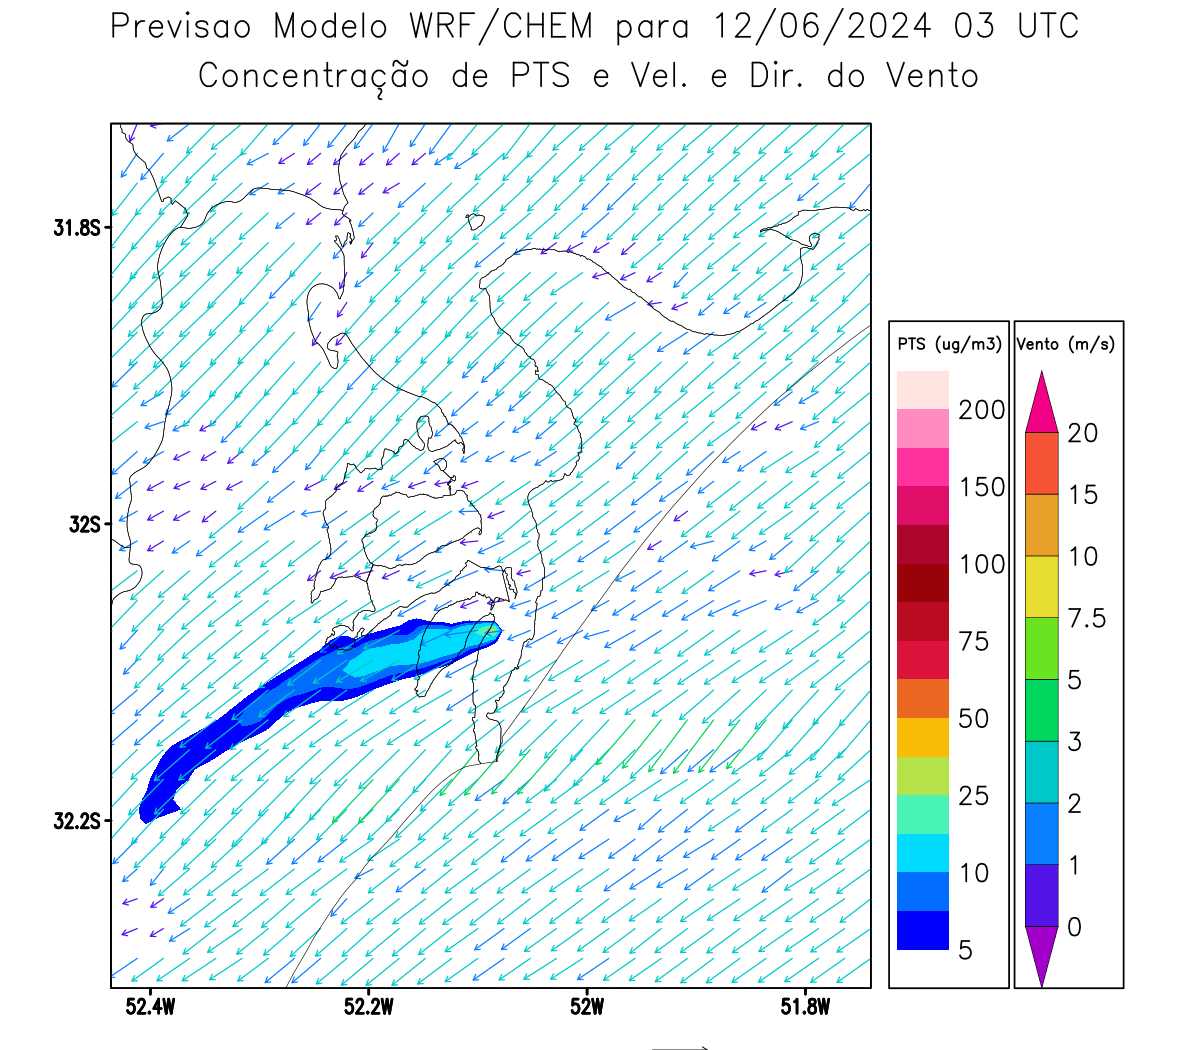 Previsao Modelo WRF/CHEM para 12/06/2024 03 UTC
Concentração de PTS e Vel. e Dir. do Vento
31.8S
32S
32.2S
52.4W 52.2W 52W 51.8W
PTS (ug/m3)
200
150
100
75
50
25
10
5
Vento (m/s)
20
15
10
7.5
5
3
2
1
0